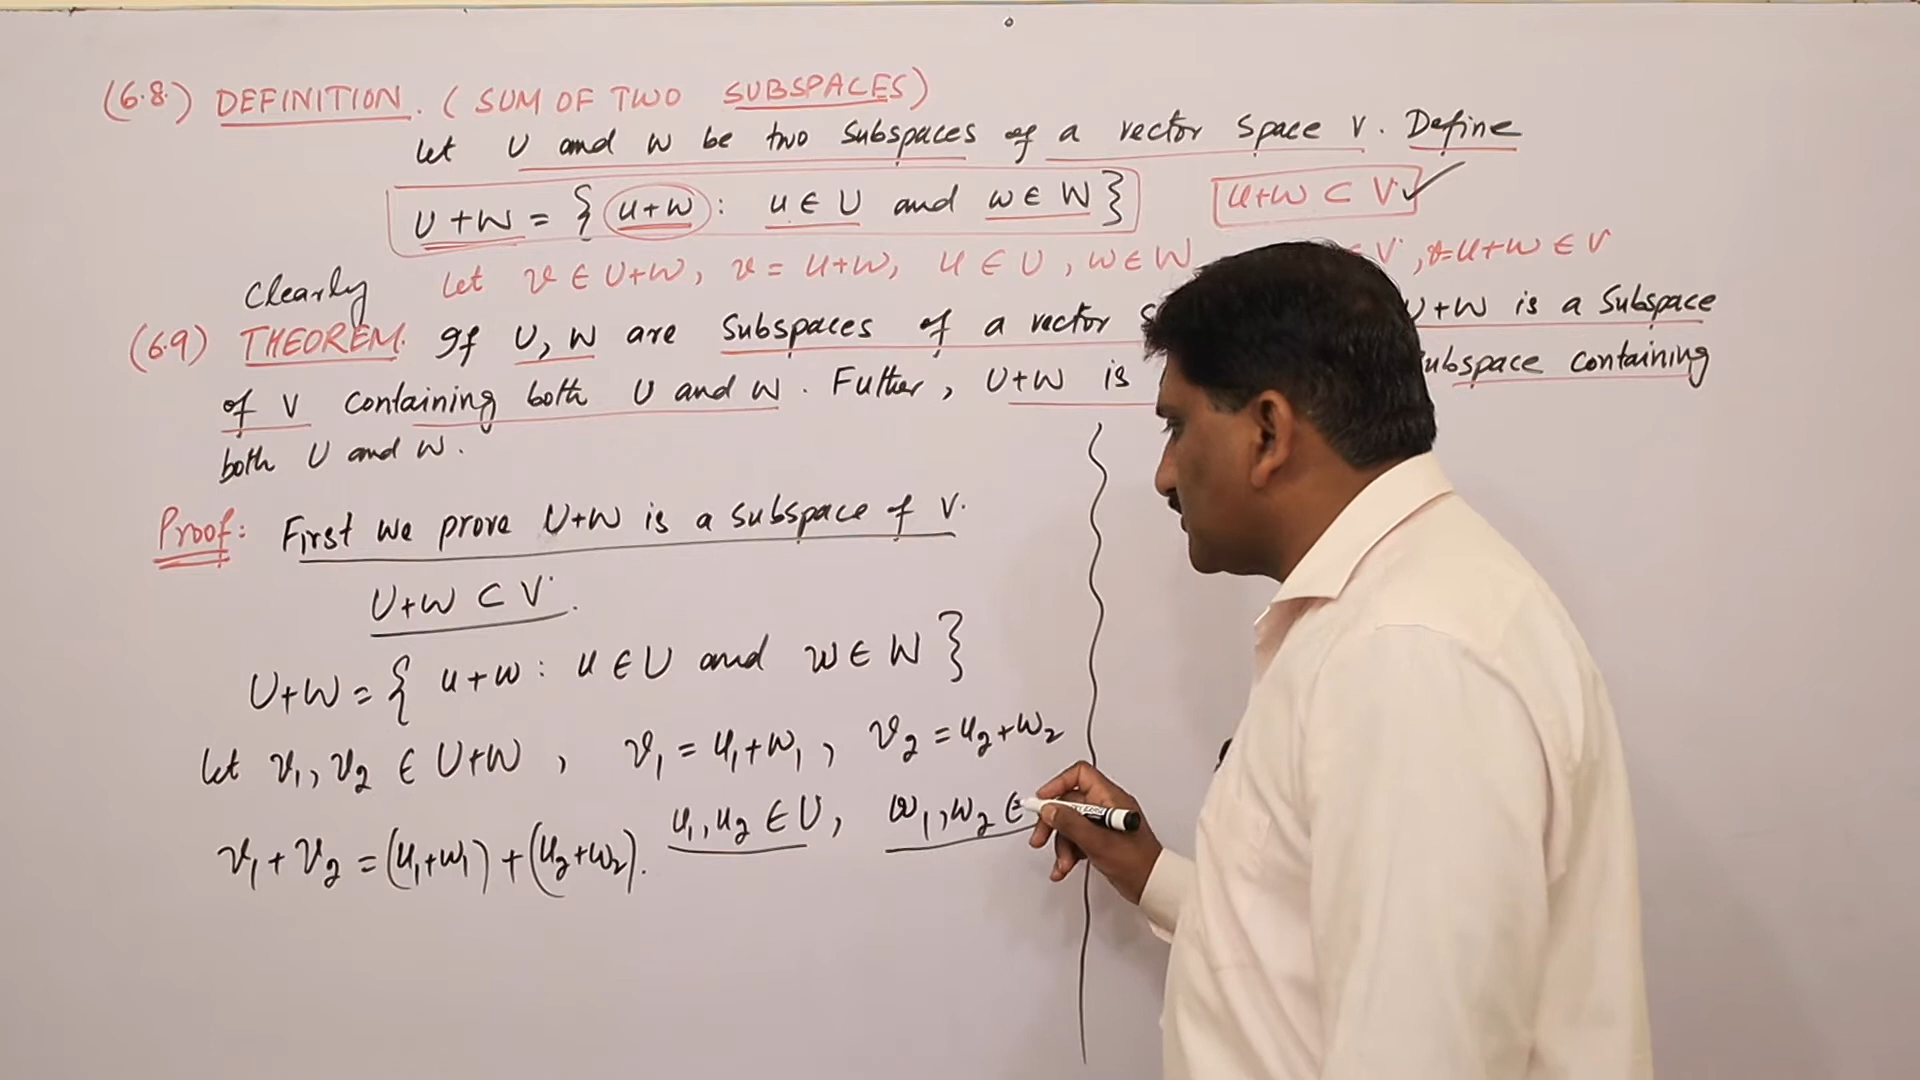 (6.8.) DEFINITION. (SUM OF TWO SUBSPACES)
Let U and W be two subspaces of a vector space V. Define
U+W = { u+w : u ∈ U and w ∈ W } U+W ⊂ V ✓
Clearly Let v ∈ U+W, v = u+w, u ∈ U, w ∈ W ∈ V, v=u+w ∈ V
(6.9) THEOREM. If U, W are subspaces of a vector U+W is a subspace
of V containing both U and W. Futher, U+W is subspace containing
both U and W.
Proof: First we prove U+W is a subspace of V.
U+W ⊂ V.
U+W = { u+w : u ∈ U and w ∈ W }
Let v₁, v₂ ∈ U+W, v₁ = u₁+w₁, v₂ = u₂+w₂
u₁, u₂ ∈ U, w₁, w₂ ∈
v₁ + v₂ = (u₁+w₁) + (u₂+w₂).